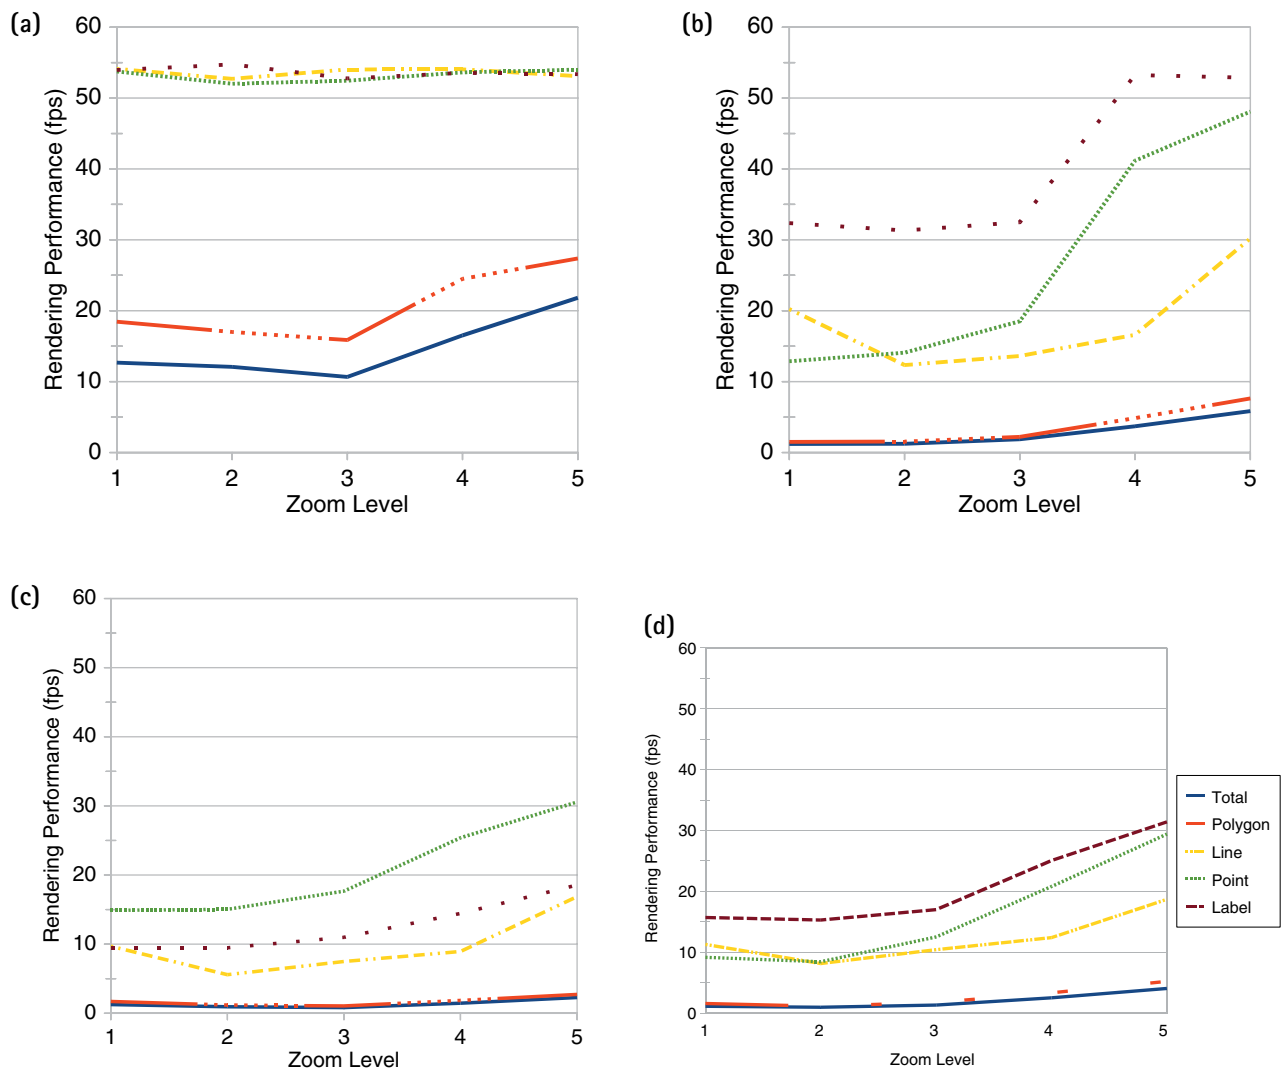 (a)
Rendering Performance (fps)
60
50
40
30
20
10
0
1 2 3 4 5
Zoom Level
(b)
Rendering Performance (fps)
60
50
40
30
20
10
0
1 2 3 4 5
Zoom Level
(c)
Rendering Performance (fps)
60
50
40
30
20
10
0
1 2 3 4 5
Zoom Level
(d)
Rendering Performance (fps)
60
50
40
30
20
10
0
1 2 3 4 5
Zoom Level
Total
Polygon
Line
Point
Label